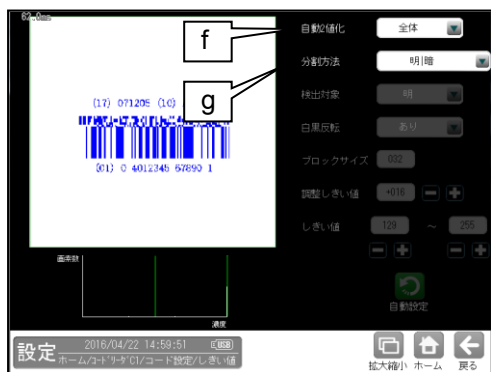 62.0ms
f
g
自動2値化
全体
分割方法
明|暗
検出対象
明
白黒反転
あり
ブロックサイズ
032
調整しきい値
+016
しきい値
129
～
255
自動設定
(17) 071205 (10)
(01) 0 4012345 67890 1
画素数
濃度
設定
2016/04/22 14:59:51
USB
ホーム/コードリーダC1/コード設定/しきい値
拡大縮小
ホーム
戻る